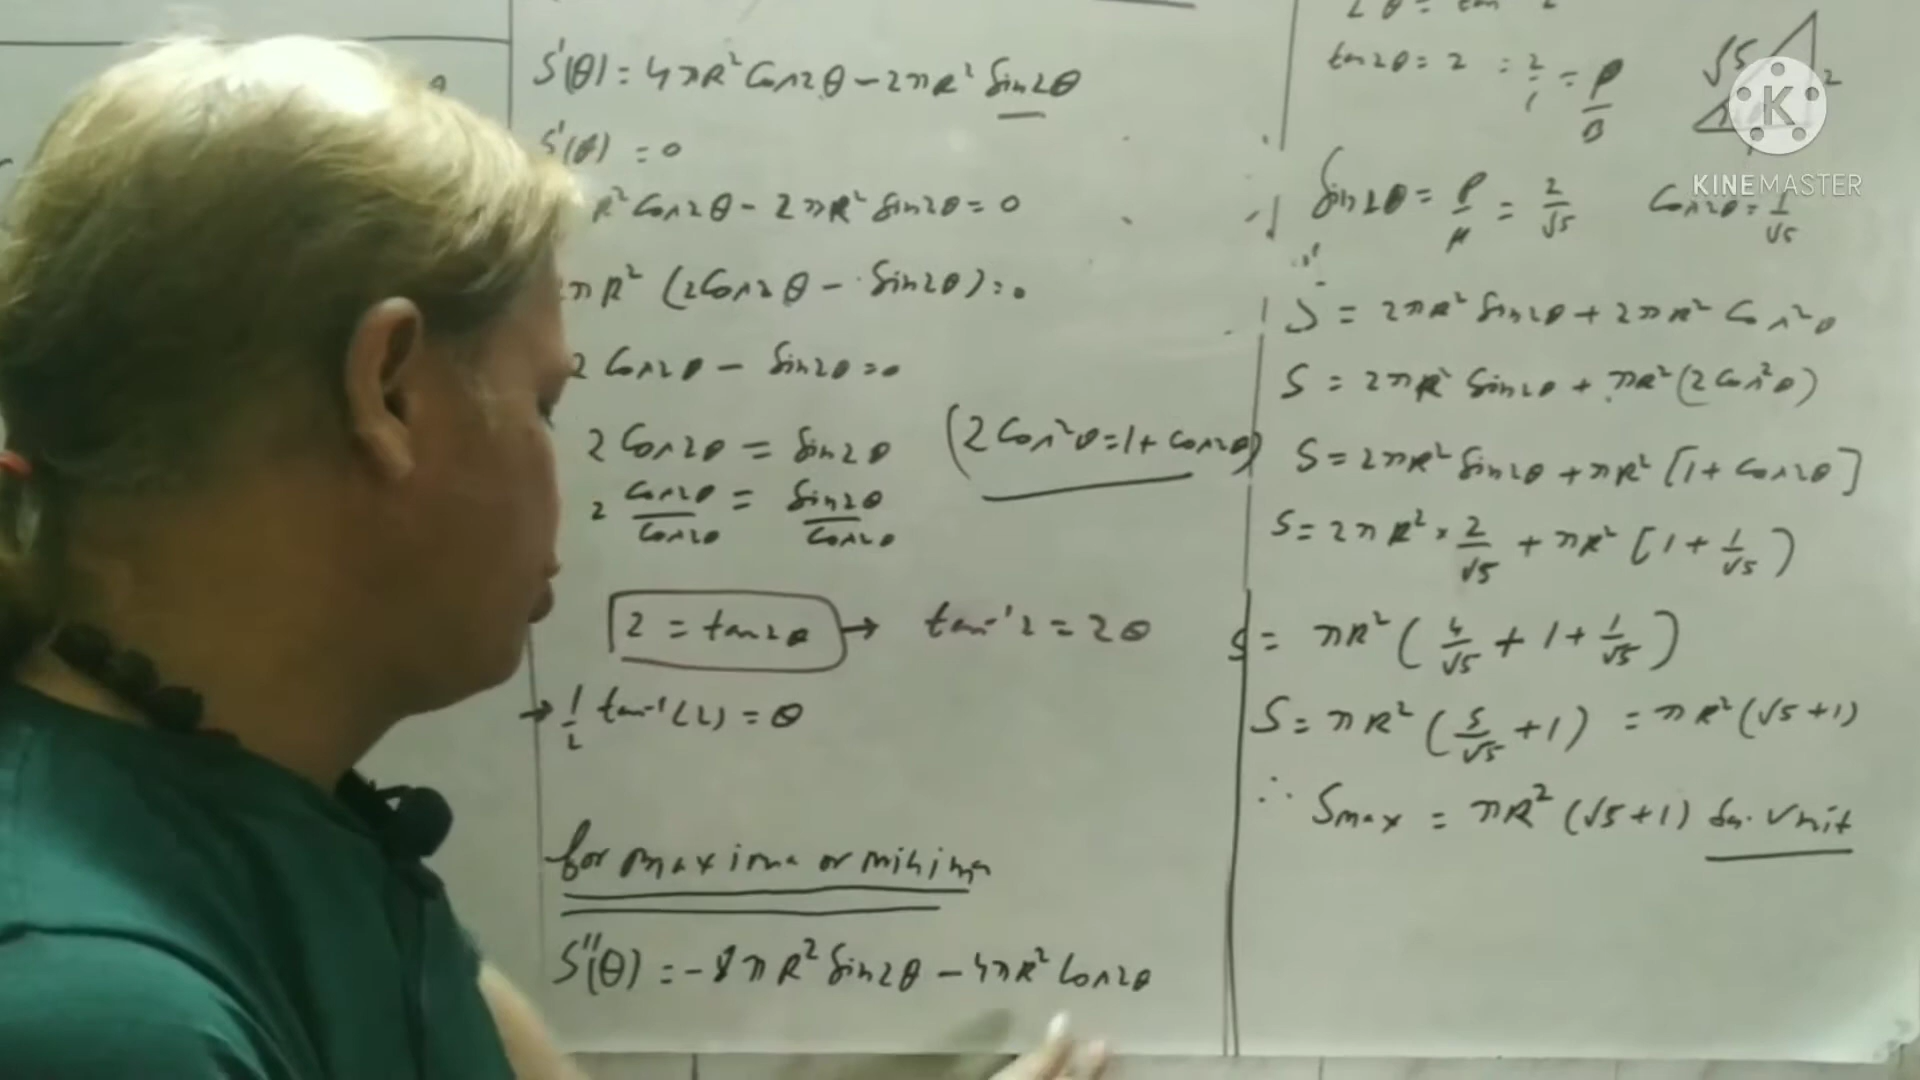 S'(θ) = 4πR² Cos2θ - 2πR² Sin2θ
S'(θ) = 0
R² Cos2θ - 2πR² Sin2θ = 0
πR² (2Cos2θ - Sin2θ) = 0
2 Cos2θ - Sin2θ = 0
2 Cos2θ = Sin2θ (2Cos²θ = 1 + Cos2θ)
2 Cos2θ/Cos2θ = Sin2θ/Cos2θ
2 = tan2θ → tan⁻¹2 = 2θ
→ 1/2 tan⁻¹(2) = θ
for maxima or minima
S''(θ) = -8πR² Sin2θ - 4πR² Cos2θ
tan2θ = 2 = 2/1 = P/B
√5 2
K
KINEMASTER
Sin2θ = P/H = 2/√5 Cos2θ = 1/√5
S = 2πR² Sin2θ + 2πR² Cos²θ
S = 2πR² Sin2θ + πR² (2Cos²θ)
S = 2πR² Sin2θ + πR² [1 + Cos2θ]
S = 2πR² × 2/√5 + πR² [1 + 1/√5)
S = πR² (4/√5 + 1 + 1/√5)
S = πR² (5/√5 + 1) = πR² (√5 + 1)
∴ Smax = πR² (√5 + 1) Sq. Unit